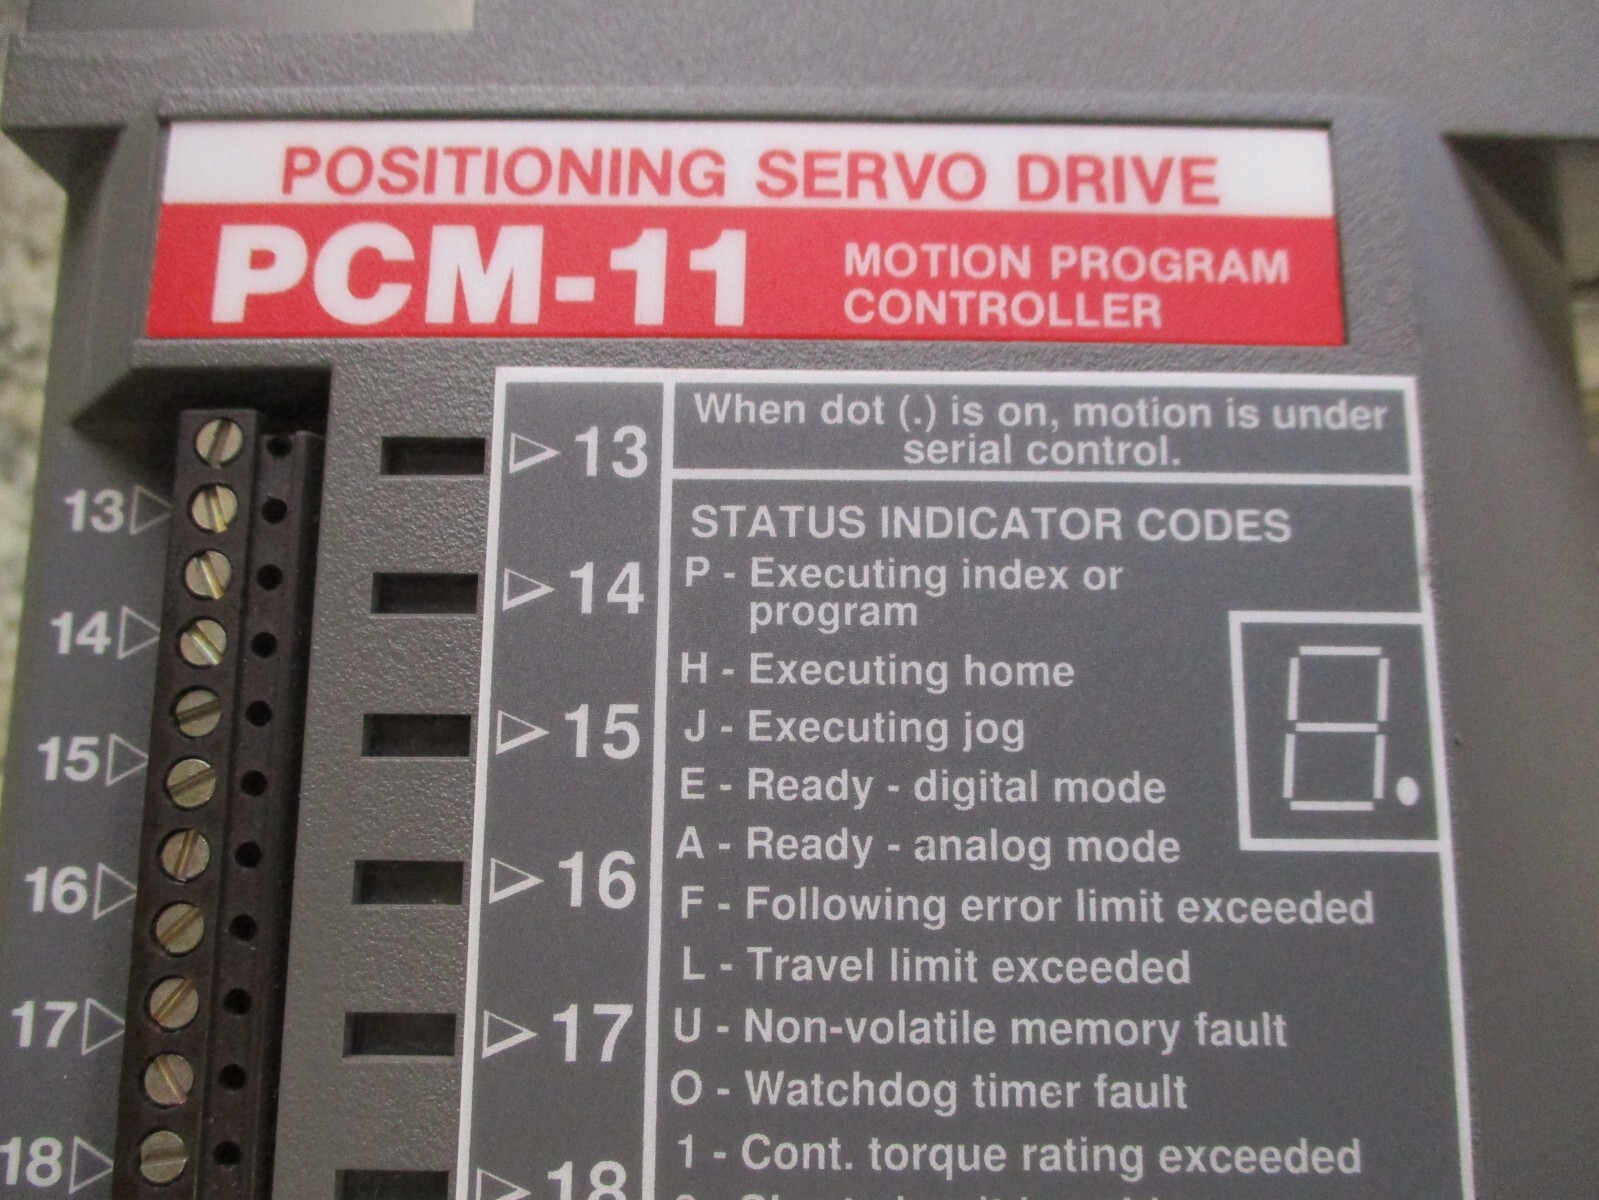 POSITIONING SERVO DRIVE
PCM-11
MOTION PROGRAM
CONTROLLER
When dot (.) is on, motion is under
serial control.
STATUS INDICATOR CODES
P - Executing index or
program
H - Executing home
J - Executing jog
E - Ready - digital mode
A - Ready - analog mode
F - Following error limit exceeded
L - Travel limit exceeded
U - Non-volatile memory fault
O - Watchdog timer fault
1 - Cont. torque rating exceeded
13
14
15
16
17
18
13
14
15
16
17
18